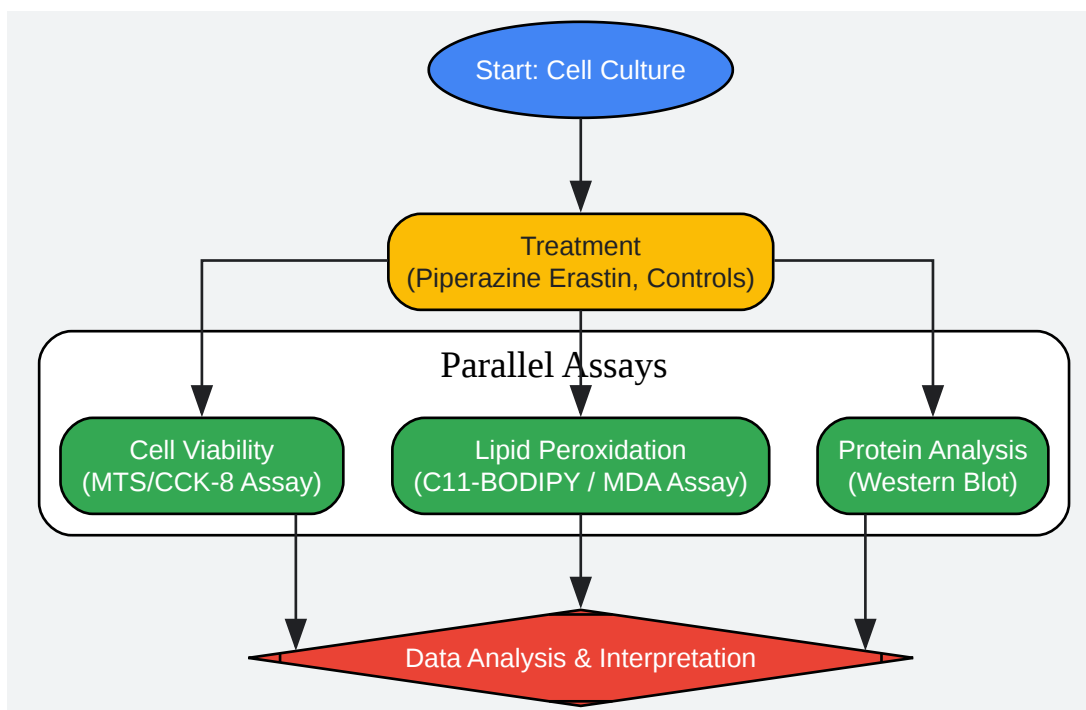 Start: Cell Culture
Treatment
(Piperazine Erastin, Controls)
Parallel Assays
Cell Viability
(MTS/CCK-8 Assay)
Lipid Peroxidation
(C11-BODIPY / MDA Assay)
Protein Analysis
(Western Blot)
Data Analysis & Interpretation